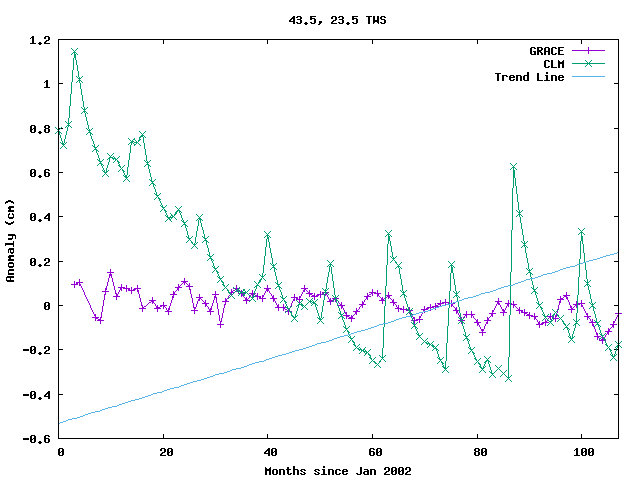 43.5, 23.5 TWS
GRACE
CLM
Trend Line
Anomaly (cm)
1.2
1
0.8
0.6
0.4
0.2
0
-0.2
-0.4
-0.6
0 20 40 60 80 100
Months since Jan 2002